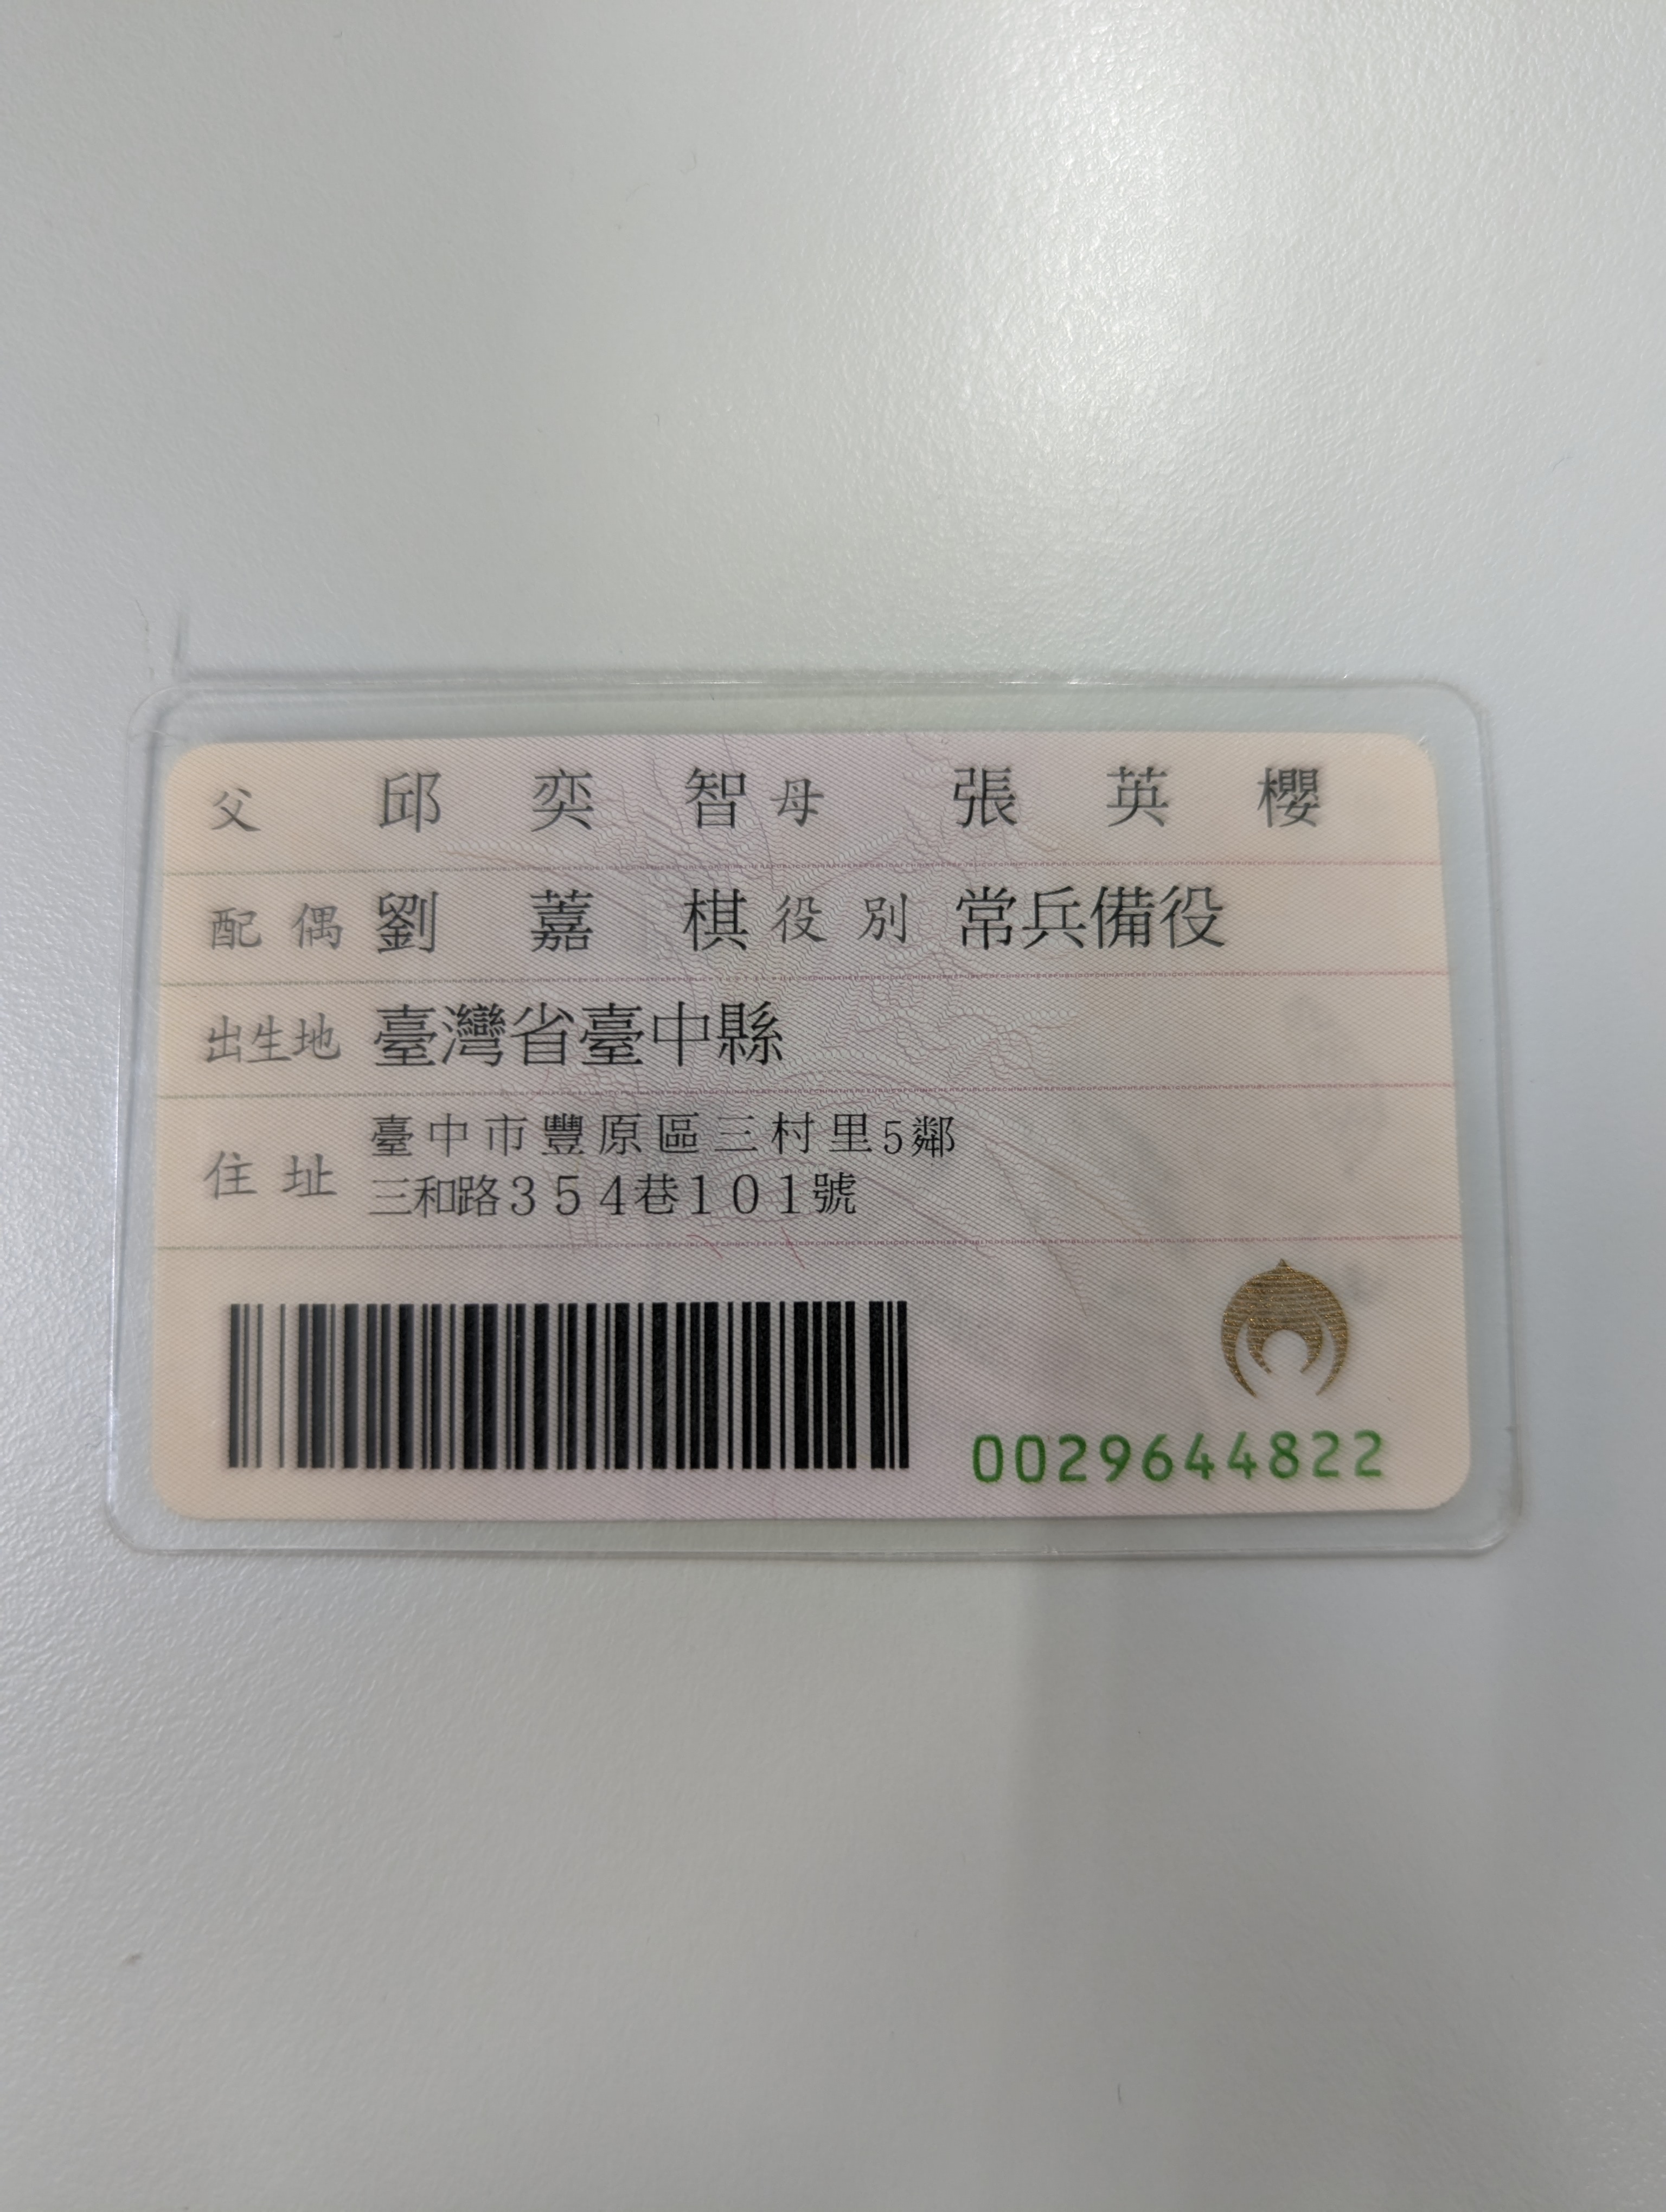 父 邱奕智 母 張英櫻
配偶 劉嘉棋 役別 常兵備役
出生地 臺灣省臺中縣
住址 臺中市豐原區三村里5鄰
三和路354巷101號
0029644822